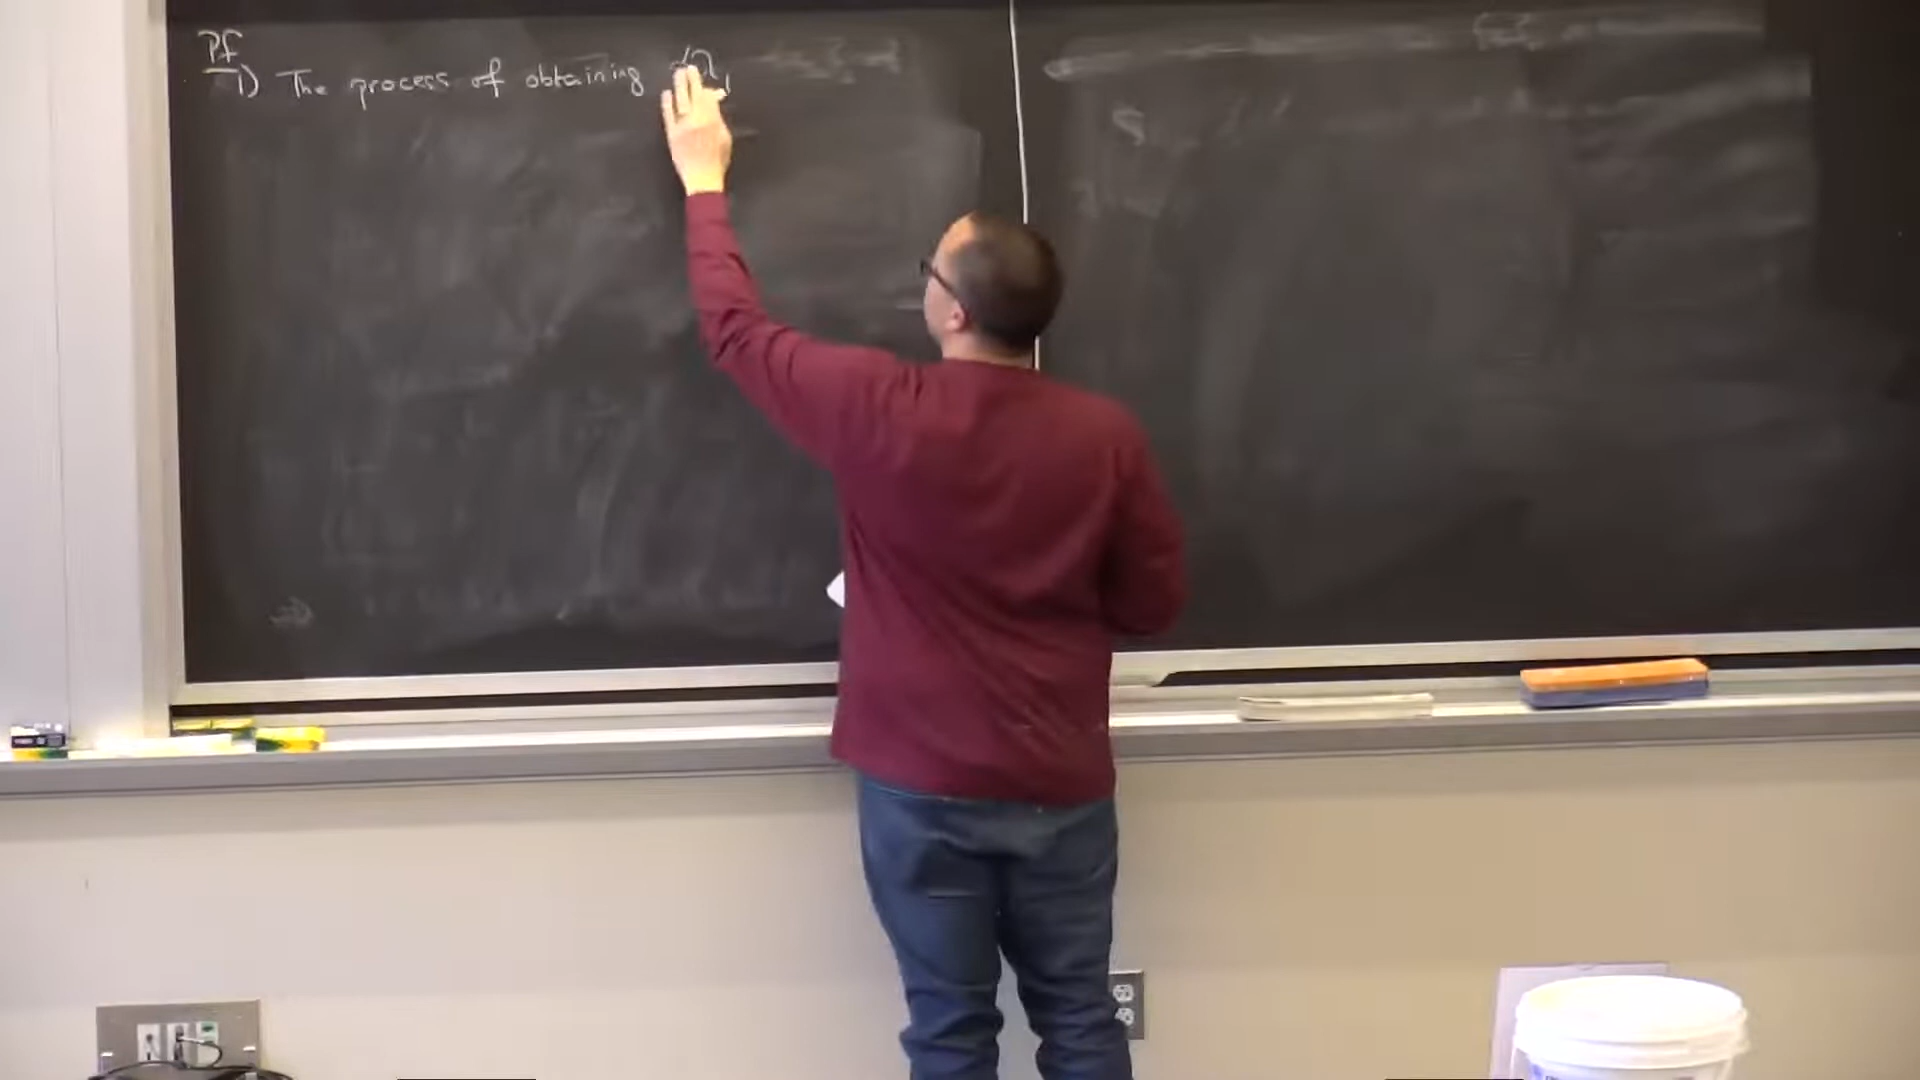 Pf
1) The process of obtaining